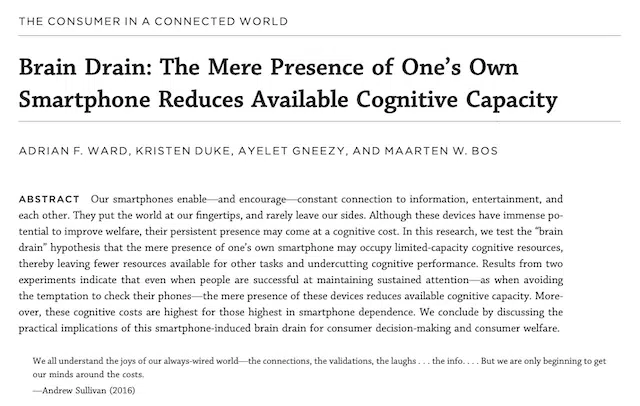 THE CONSUMER IN A CONNECTED WORLD
Brain Drain: The Mere Presence of One’s Own
Smartphone Reduces Available Cognitive Capacity
ADRIAN F. WARD, KRISTEN DUKE, AYELET GNEEZY, AND MAARTEN W. BOS
ABSTRACT Our smartphones enable—and encourage—constant connection to information, entertainment, and
each other. They put the world at our fingertips, and rarely leave our sides. Although these devices have immense po-
tential to improve welfare, their persistent presence may come at a cognitive cost. In this research, we test the “brain
drain” hypothesis that the mere presence of one’s own smartphone may occupy limited-capacity cognitive resources,
thereby leaving fewer resources available for other tasks and undercutting cognitive performance. Results from two
experiments indicate that even when people are successful at maintaining sustained attention—as when avoiding
the temptation to check their phones—the mere presence of these devices reduces available cognitive capacity. More-
over, these cognitive costs are highest for those highest in smartphone dependence. We conclude by discussing the
practical implications of this smartphone-induced brain drain for consumer decision-making and consumer welfare.
We all understand the joys of our always-wired world—the connections, the validations, the laughs . . . the info. . . . But we are only beginning to get
our minds around the costs.
—Andrew Sullivan (2016)